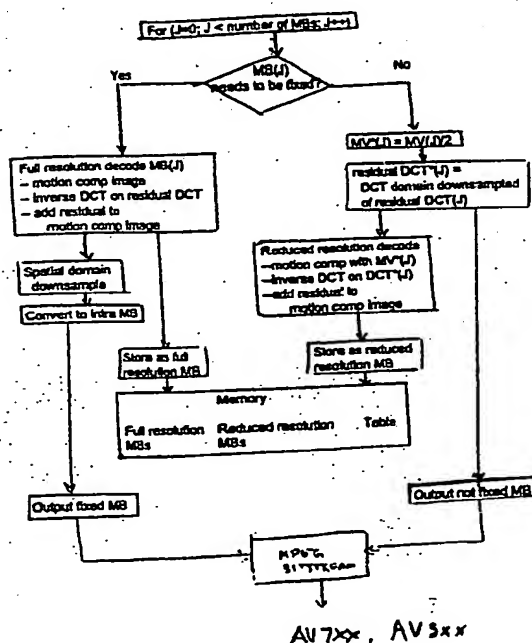 For (J=0; J < number of MBs; J++)
MB(J)
needs to be fixed?
Yes
No
MV"(J) = MV(J)/2
residual DCT"(J) =
DCT domain downsampled
of residual DCT(J)
Full resolution decode MB(J)
– motion comp image
– inverse DCT on residual DCT
– add residual to
motion comp image
Reduced resolution decode
–motion comp with MV"(J)
–inverse DCT on DCT"(J)
–add residual to
motion comp image
Spatial domain
downsample
Convert to intra MB
Store as full
resolution MB
Store as reduced
resolution MB
Memory
Full resolution
MBs
Reduced resolution
MBs
Table
Output fixed MB
Output not fixed MB
MPEG
BITSTREAM
AV7xx, AV3xx